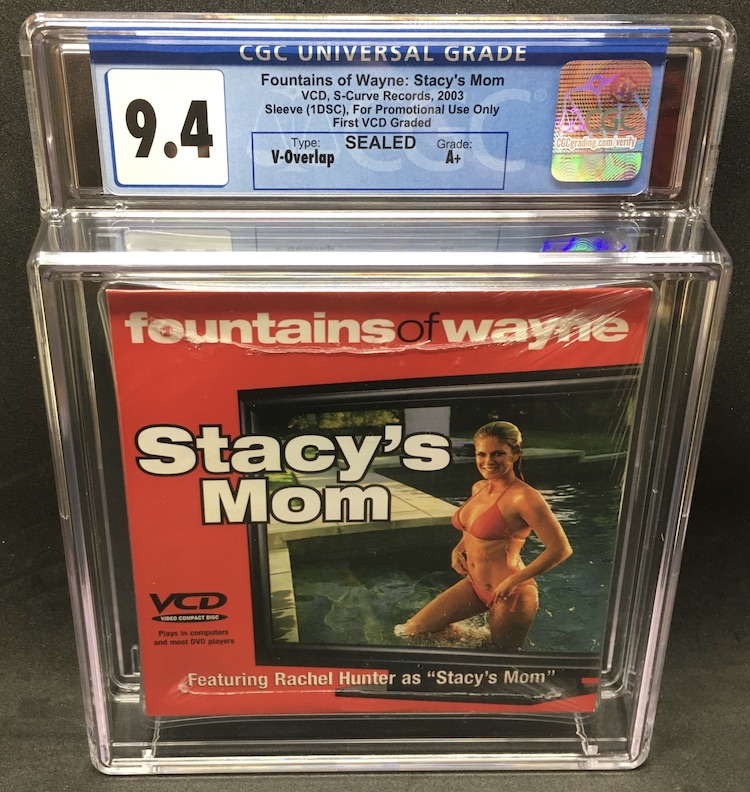 CGC UNIVERSAL GRADE
9.4
Fountains of Wayne: Stacy's Mom
VCD, S-Curve Records, 2003
Sleeve (1DSC), For Promotional Use Only
First VCD Graded
Type: SEALED Grade:
V-Overlap A+
CGC
CGCgrading.com/verify
fountainsofwayne
Stacy's
Mom
VCD
VIDEO COMPACT DISC
Plays in computers
and most DVD players
Featuring Rachel Hunter as "Stacy's Mom"